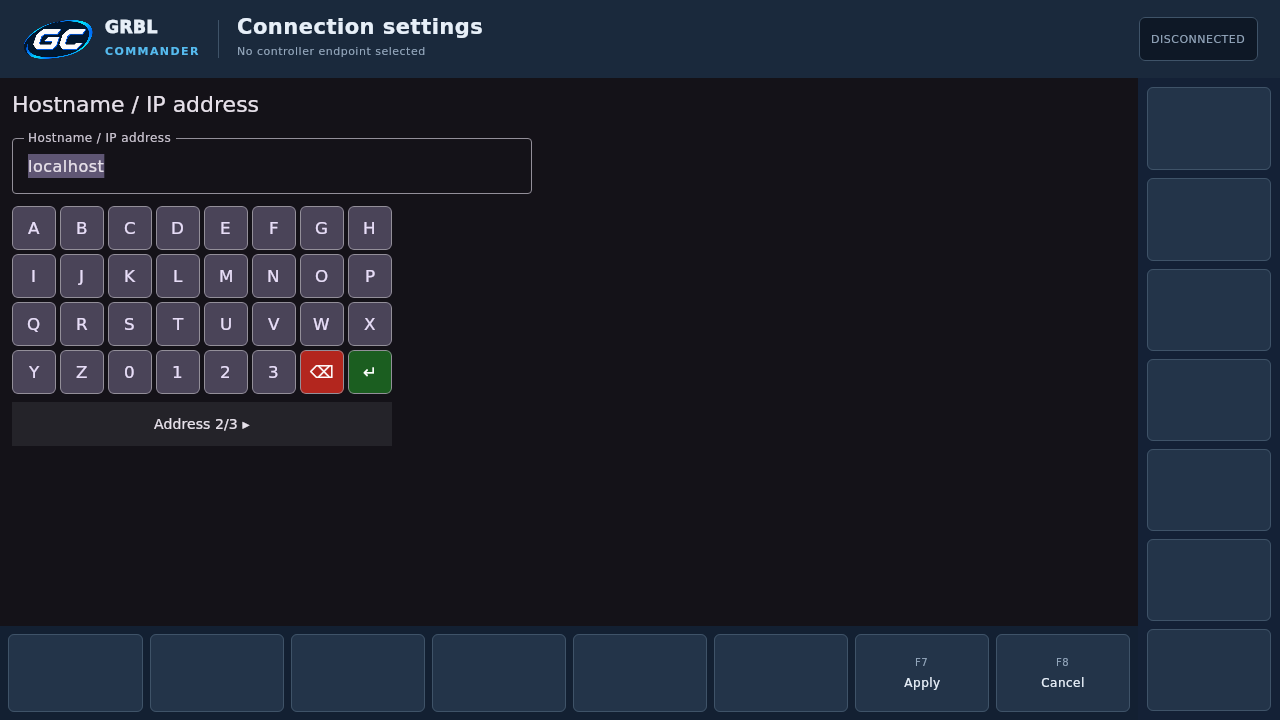 GC
GRBL
COMMANDER
Connection settings
No controller endpoint selected
DISCONNECTED
Hostname / IP address
Hostname / IP address
localhost
A B C D E F G H
I J K L M N O P
Q R S T U V W X
Y Z 0 1 2 3 ⌫ ↵
Address 2/3 ▸
F7
Apply
F8
Cancel